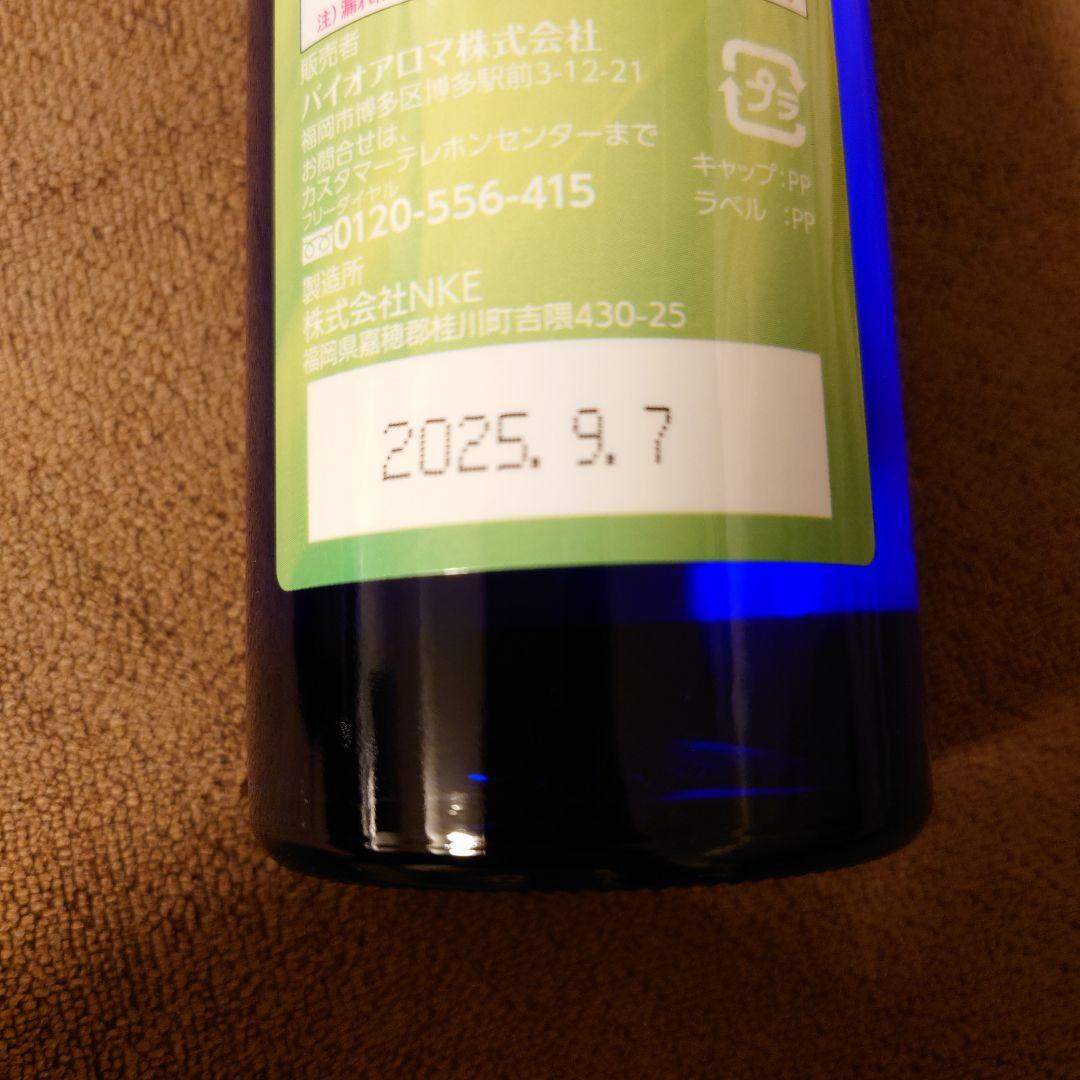 注)漏れ
販売者
バイオアロマ株式会社
福岡市博多区博多駅前3-12-21
お問合せは、
カスタマーテレホンセンターまで
フリーダイヤル
0120-556-415
製造所
株式会社NKE
福岡県嘉穂郡桂川町吉隈430-25
プラ
キャップ:PP
ラベル :PP
2025. 9. 7